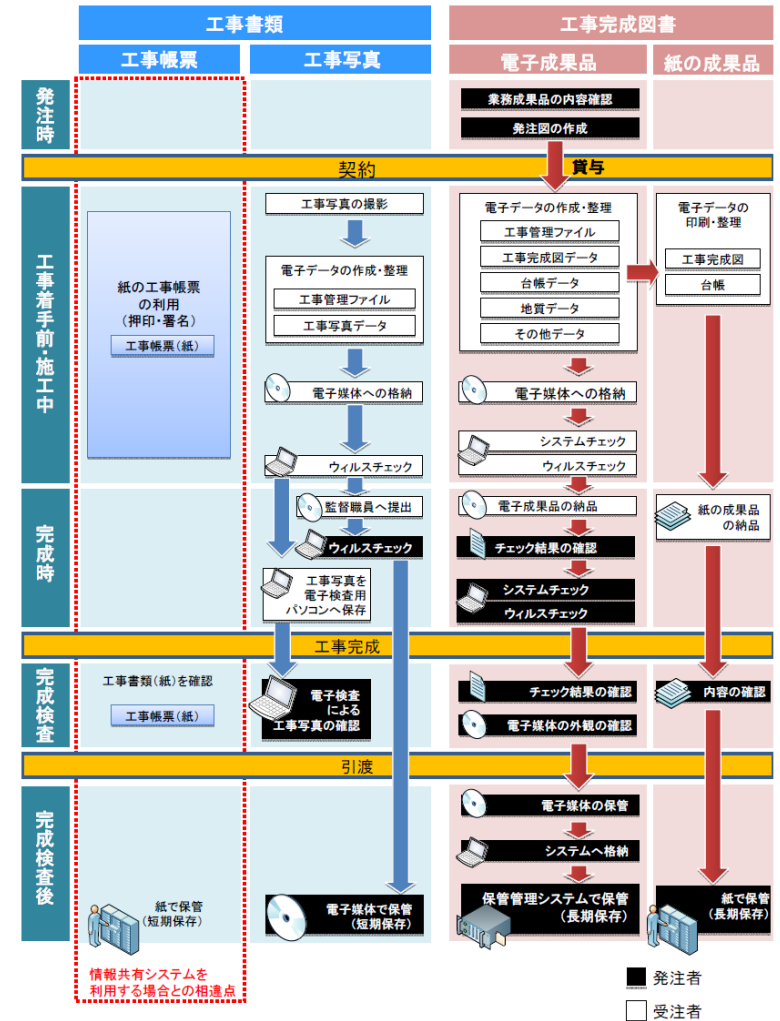 工事書類
工事完成図書
工事帳票
工事写真
電子成果品
紙の成果品
発注時
業務成果品の内容確認
発注図の作成
契約
貸与
工事着手前・施工中
紙の工事帳票
の利用
(押印・署名)
工事帳票(紙)
工事写真の撮影
電子データの作成・整理
工事管理ファイル
工事写真データ
電子媒体への格納
ウィルスチェック
電子データの作成・整理
工事管理ファイル
工事完成図データ
台帳データ
地質データ
その他データ
電子媒体への格納
システムチェック
ウィルスチェック
電子データの
印刷・整理
工事完成図
台帳
完成時
監督職員へ提出
ウィルスチェック
工事写真を
電子検査用
パソコンへ保存
電子成果品の納品
チェック結果の確認
システムチェック
ウィルスチェック
紙の成果品
の納品
工事完成
完成検査
工事書類(紙)を確認
工事帳票(紙)
電子検査
による
工事写真の確認
チェック結果の確認
電子媒体の外観の確認
内容の確認
引渡
完成検査後
紙で保管
(短期保存)
電子媒体で保管
(短期保存)
電子媒体の保管
システムへ格納
保管管理システムで保管
(長期保存)
紙で保管
(長期保存)
情報共有システムを
利用する場合との相違点
発注者
受注者